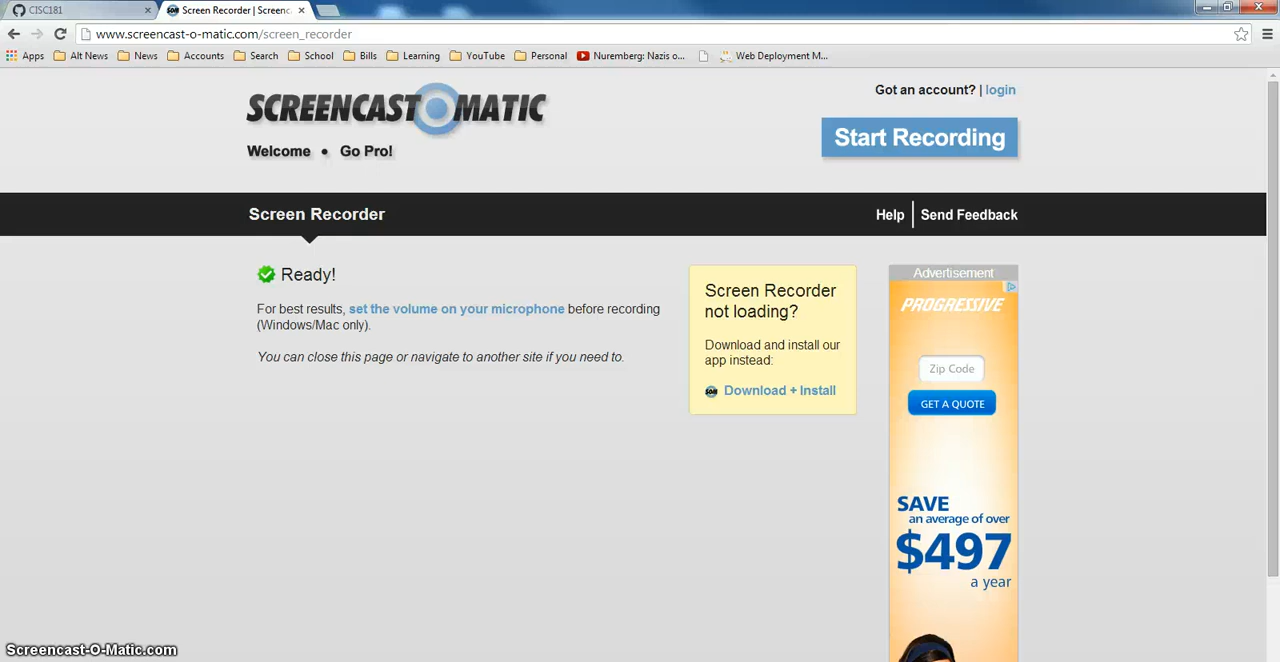 CISC181
Screen Recorder | Screenc
www.screencast-o-matic.com/screen_recorder
Apps Alt News News Accounts Search School Bills Learning YouTube Personal Nuremberg: Nazis o... Web Deployment M...
SCREENCAST O MATIC
Got an account? | login
Start Recording
Welcome • Go Pro!
Screen Recorder
Help
Send Feedback
Ready!
For best results, set the volume on your microphone before recording
(Windows/Mac only).
You can close this page or navigate to another site if you need to.
Screen Recorder
not loading?
Download and install our
app instead:
SOM Download + Install
Advertisement
PROGRESSIVE
Zip Code
GET A QUOTE
SAVE
an average of over
$497
a year
Screencast-O-Matic.com